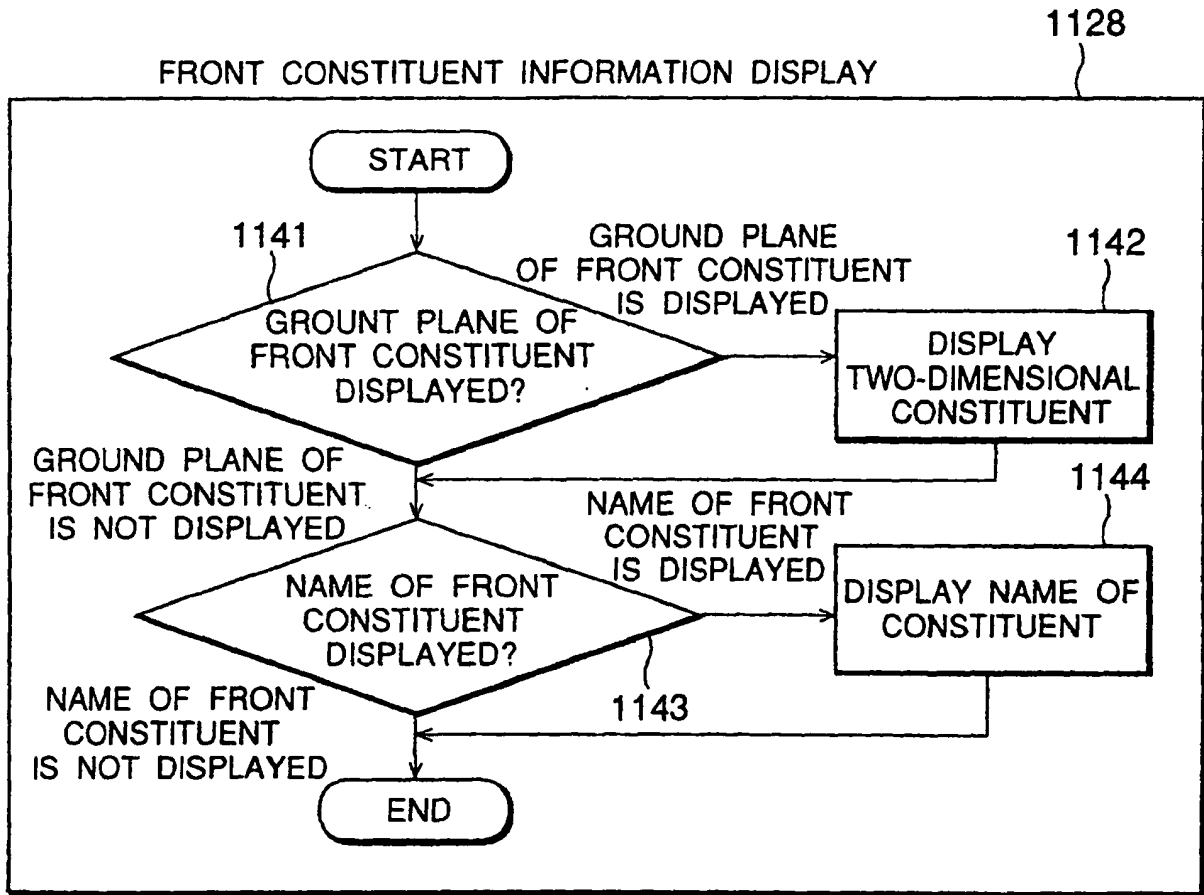 1128
FRONT CONSTITUENT INFORMATION DISPLAY
START
1141
GROUND PLANE
OF FRONT CONSTITUENT
IS DISPLAYED
1142
GROUNT PLANE OF
FRONT CONSTITUENT
DISPLAYED?
DISPLAY
TWO-DIMENSIONAL
CONSTITUENT
GROUND PLANE OF
FRONT CONSTITUENT
IS NOT DISPLAYED
NAME OF FRONT
CONSTITUENT
IS DISPLAYED
1144
NAME OF FRONT
CONSTITUENT
DISPLAYED?
DISPLAY NAME OF
CONSTITUENT
1143
NAME OF FRONT
CONSTITUENT
IS NOT DISPLAYED
END